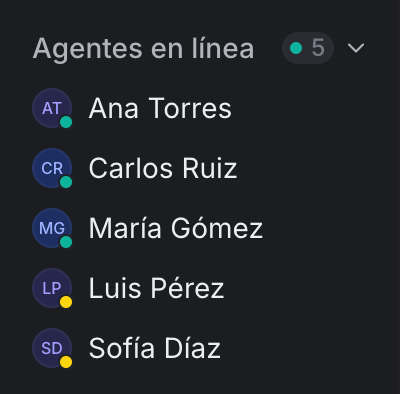 Agentes en línea 5
AT Ana Torres
CR Carlos Ruiz
MG María Gómez
LP Luis Pérez
SD Sofía Díaz